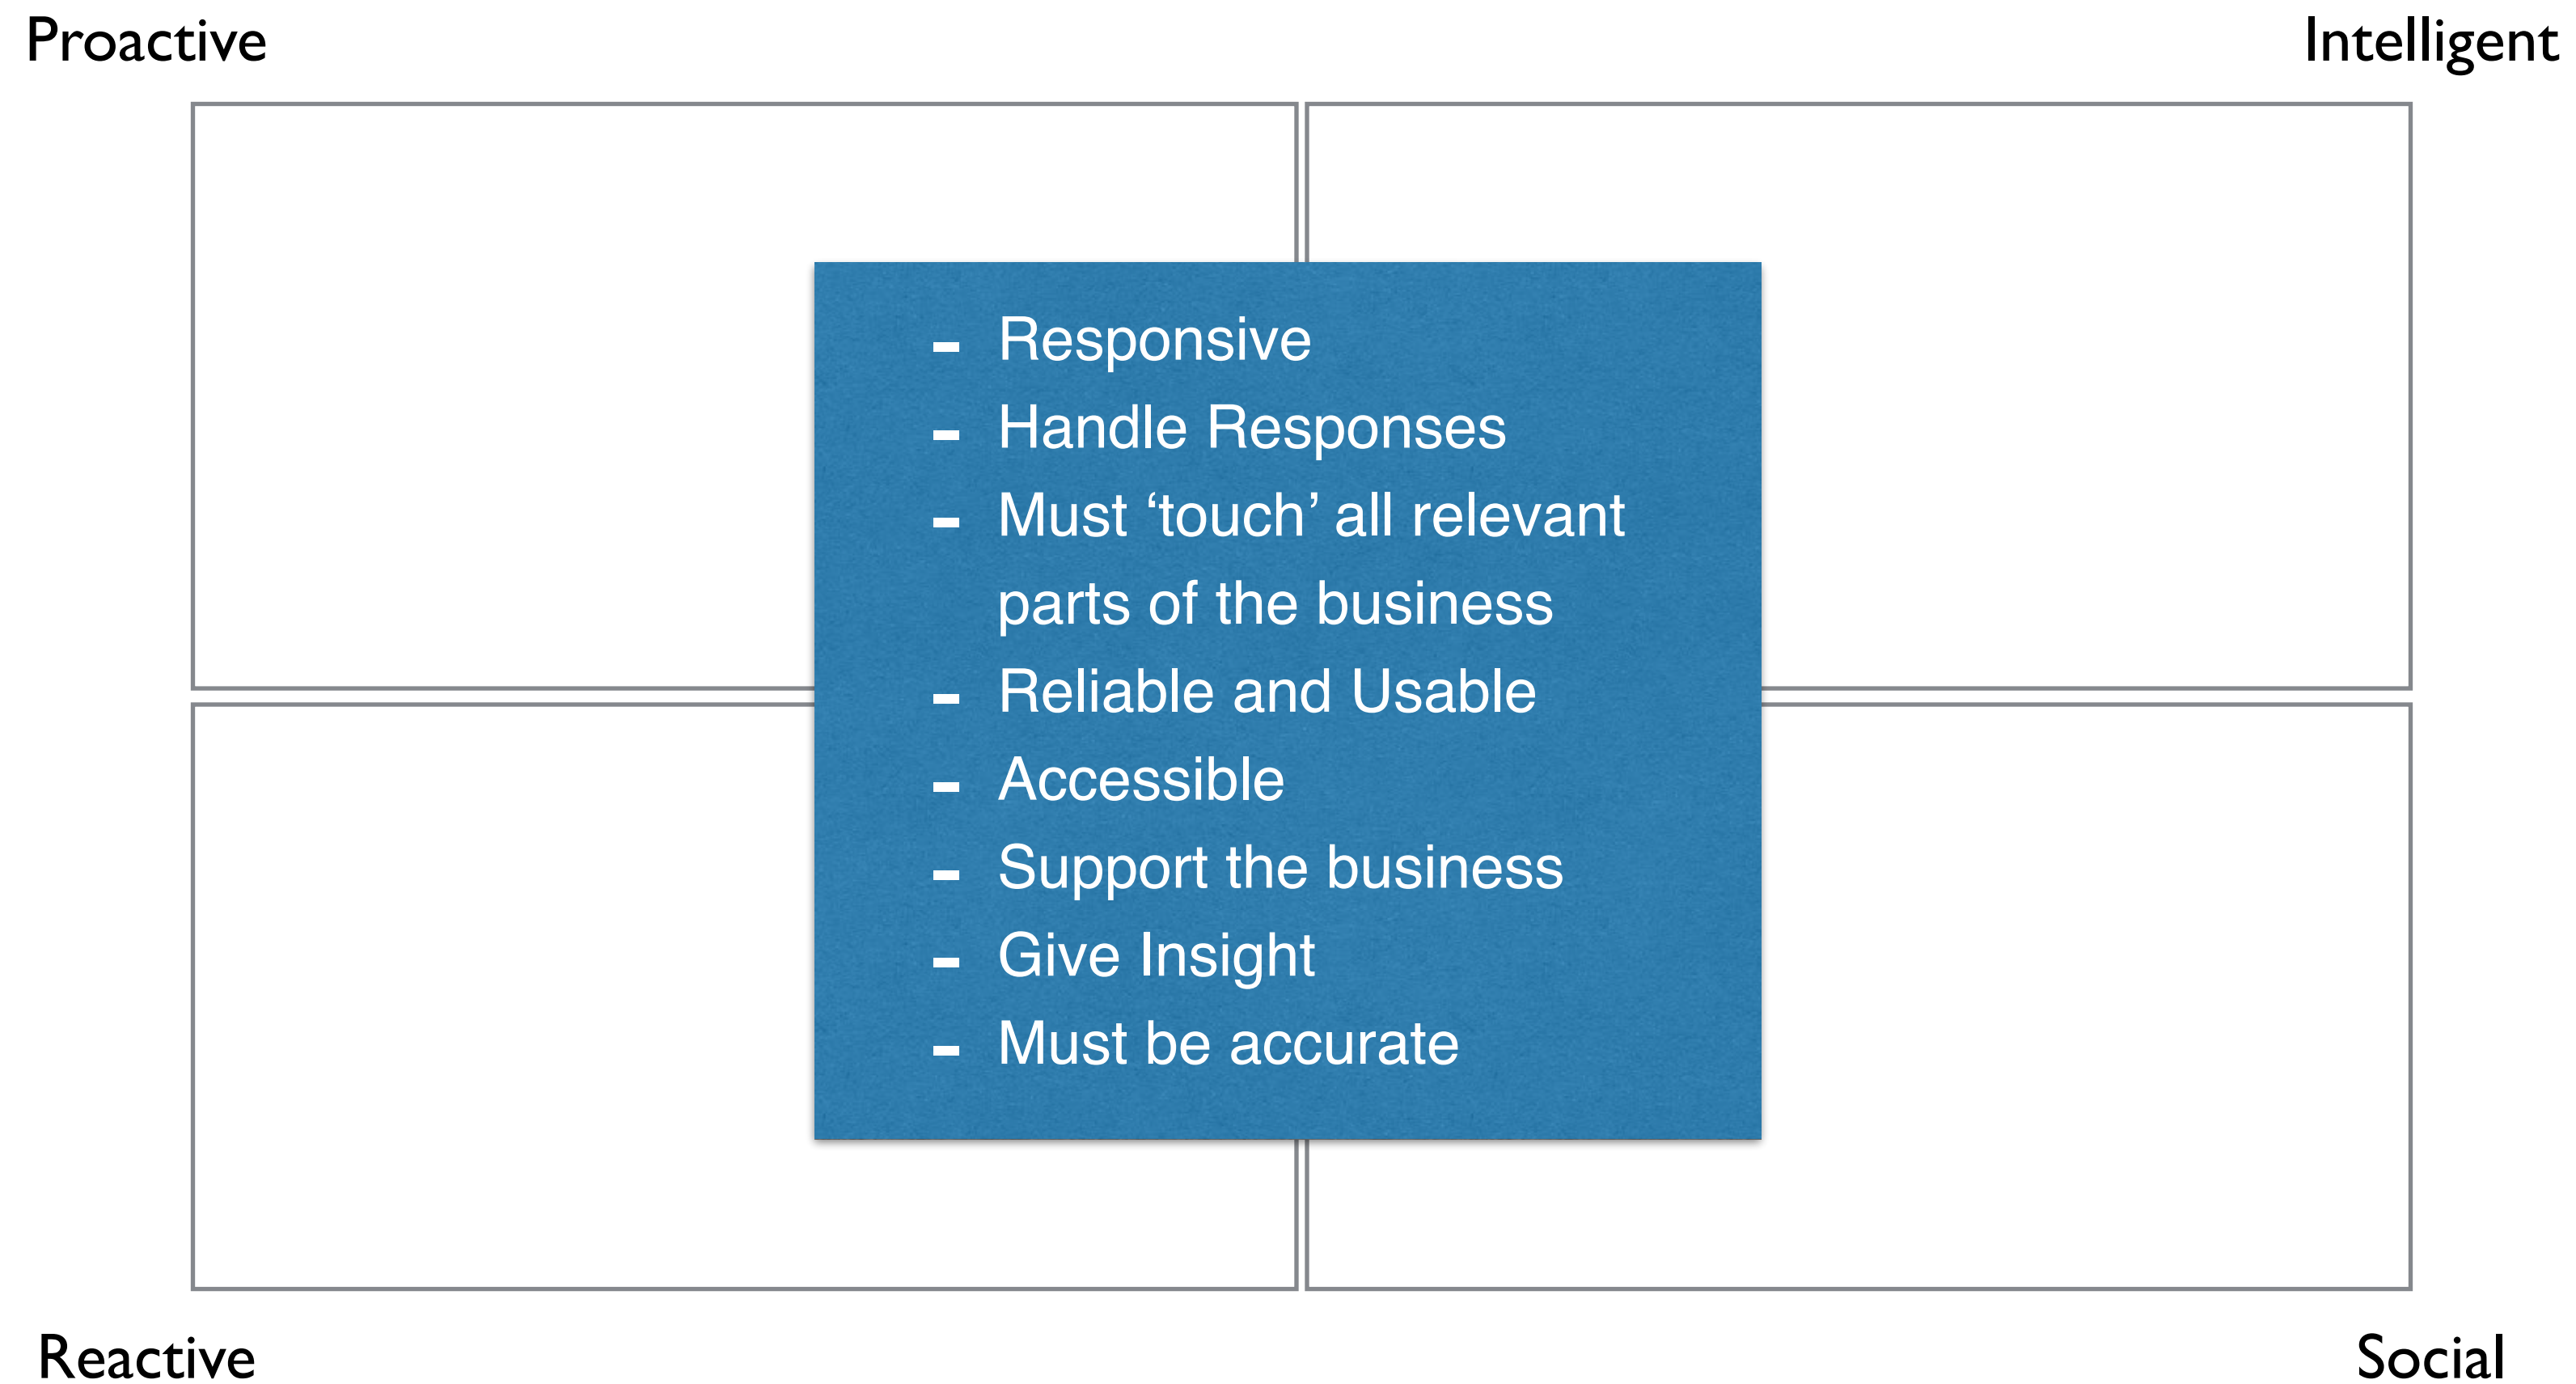 Proactive
Intelligent
- Responsive
- Handle Responses
- Must ‘touch’ all relevant
parts of the business
- Reliable and Usable
- Accessible
- Support the business
- Give Insight
- Must be accurate
Reactive
Social